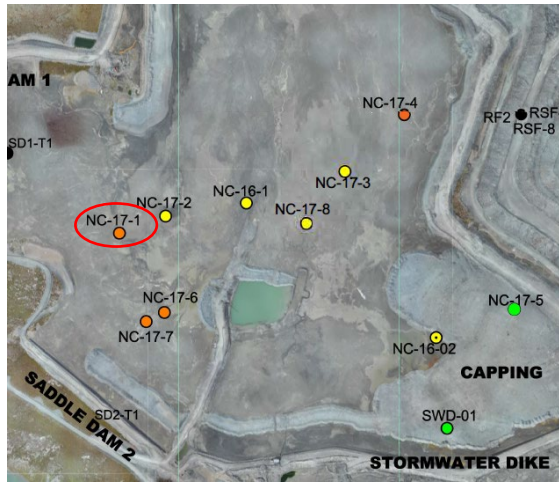 AM 1
NC-17-4
RSF
RF2
RSF-8
SD1-T1
NC-17-3
NC-16-1
NC-17-2
NC-17-1
NC-17-8
NC-17-6
NC-17-5
NC-17-7
NC-16-02
CAPPING
SADDLE DAM 2
SD2-T1
SWD-01
STORMWATER DIKE